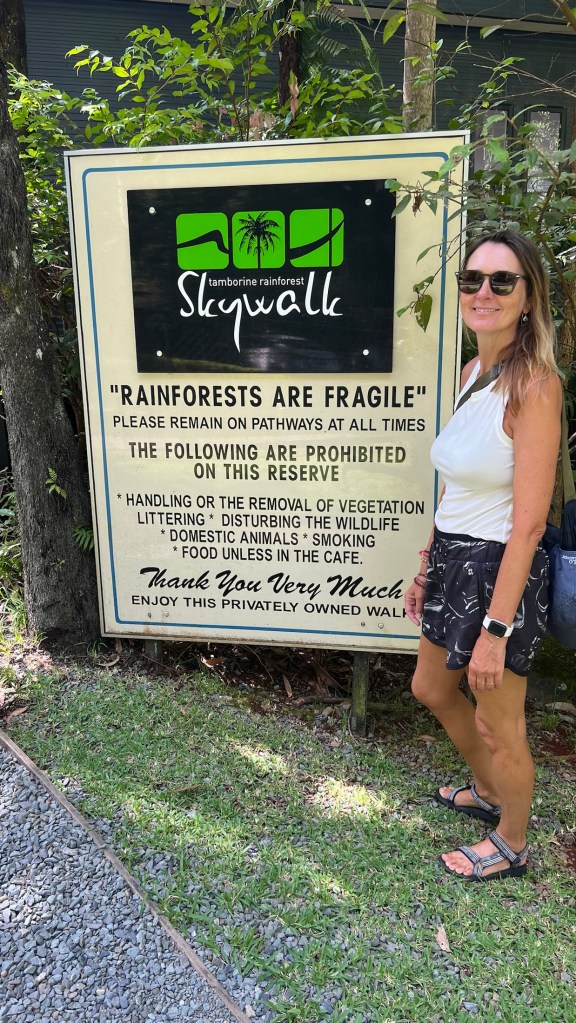 tamborine rainforest
Skywalk
"RAINFORESTS ARE FRAGILE"
PLEASE REMAIN ON PATHWAYS AT ALL TIMES
THE FOLLOWING ARE PROHIBITED
ON THIS RESERVE
* HANDLING OR THE REMOVAL OF VEGETATION
LITTERING * DISTURBING THE WILDLIFE
* DOMESTIC ANIMALS * SMOKING
* FOOD UNLESS IN THE CAFE.
Thank You Very Much
ENJOY THIS PRIVATELY OWNED WALK